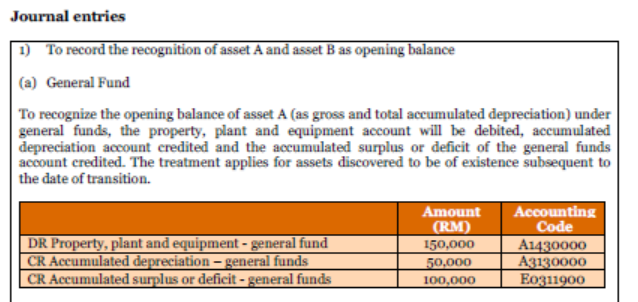 Journal entries
1) To record the recognition of asset A and asset B as opening balance
(a) General Fund
To recognize the opening balance of asset A (as gross and total accumulated depreciation) under
general funds, the property, plant and equipment account will be debited, accumulated
depreciation account credited and the accumulated surplus or deficit of the general funds
account credited. The treatment applies for assets discovered to be of existence subsequent to
the date of transition.
Amount (RM) Accounting Code
DR Property, plant and equipment - general fund 150,000 A1430000
CR Accumulated depreciation – general funds 50,000 A3130000
CR Accumulated surplus or deficit - general funds 100,000 E0311900